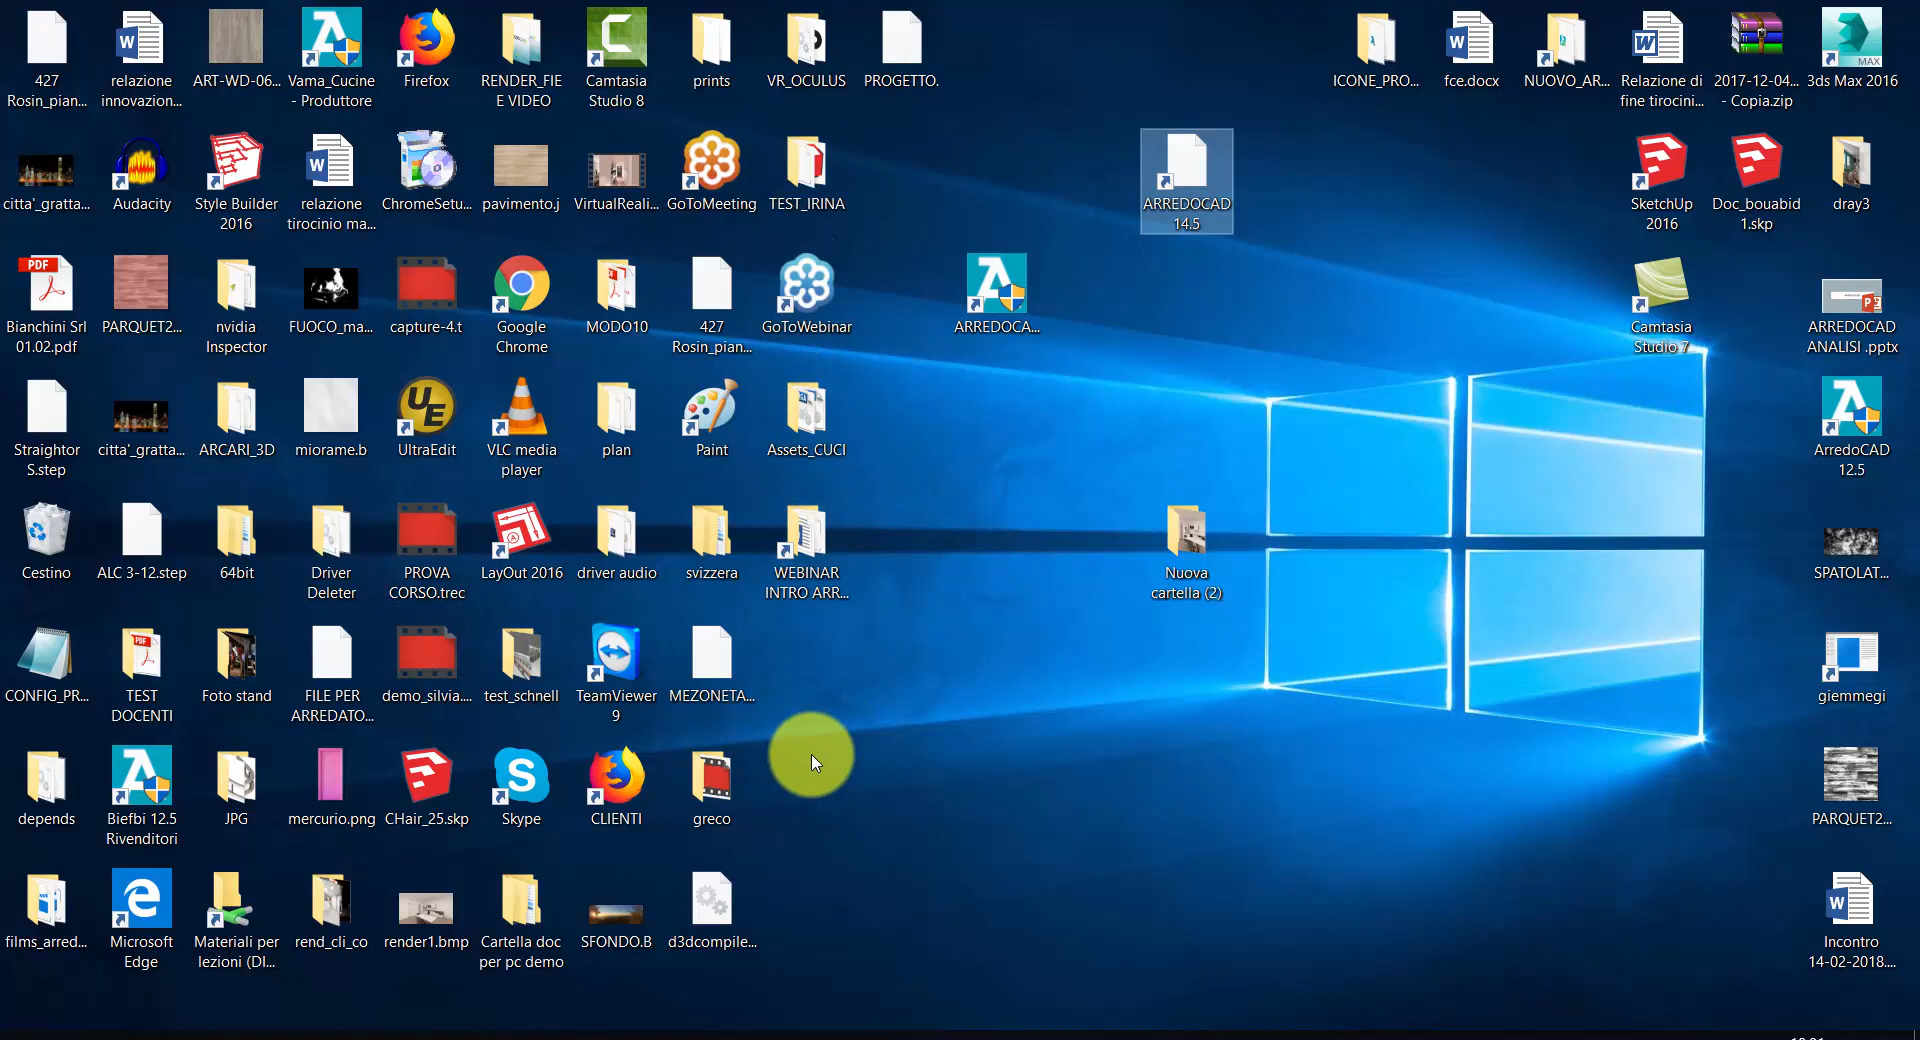 427
Rosin_pian...
relazione
innovazion...
ART-WD-06...
Vama_Cucine
- Produttore
Firefox
RENDER_FIE
E VIDEO
Camtasia
Studio 8
prints
VR_OCULUS
PROGETTO.
ICONE_PRO...
fce.docx
NUOVO_AR...
Relazione di
fine tirocini...
2017-12-04...
- Copia.zip
MAX
3ds Max 2016
citta'_gratta...
Audacity
Style Builder
2016
relazione
tirocinio ma...
ChromeSetu...
pavimento.j
VirtualReali...
GoToMeeting
TEST_IRINA
ARREDOCAD
14.5
SketchUp
2016
Doc_bouabid
1.skp
dray3
PDF
Bianchini Srl
01.02.pdf
PARQUET2...
nvidia
Inspector
FUOCO_ma...
capture-4.t
Google
Chrome
MODO10
427
Rosin_pian...
GoToWebinar
ARREDOCA...
Camtasia
Studio 7
ARREDOCAD
ANALISI .pptx
Straightor
S.step
citta'_gratta...
ARCARI_3D
miorame.b
UE
UltraEdit
VLC media
player
plan
Paint
Assets_CUCI
ArredoCAD
12.5
Cestino
ALC 3-12.step
64bit
Driver
Deleter
PROVA
CORSO.trec
LayOut 2016
driver audio
svizzera
WEBINAR
INTRO ARR...
Nuova
cartella (2)
SPATOLAT...
CONFIG_PR...
PDF
TEST
DOCENTI
Foto stand
FILE PER
ARREDATO...
demo_silvia....
test_schnell
TeamViewer
9
MEZONETA...
giemmegi
depends
Biefbi 12.5
Rivenditori
JPG
mercurio.png
CHair_25.skp
Skype
CLIENTI
greco
PARQUET2...
films_arred...
Microsoft
Edge
Materiali per
lezioni (DI...
rend_cli_co
render1.bmp
Cartella doc
per pc demo
SFONDO.B
d3dcompile...
Incontro
14-02-2018....